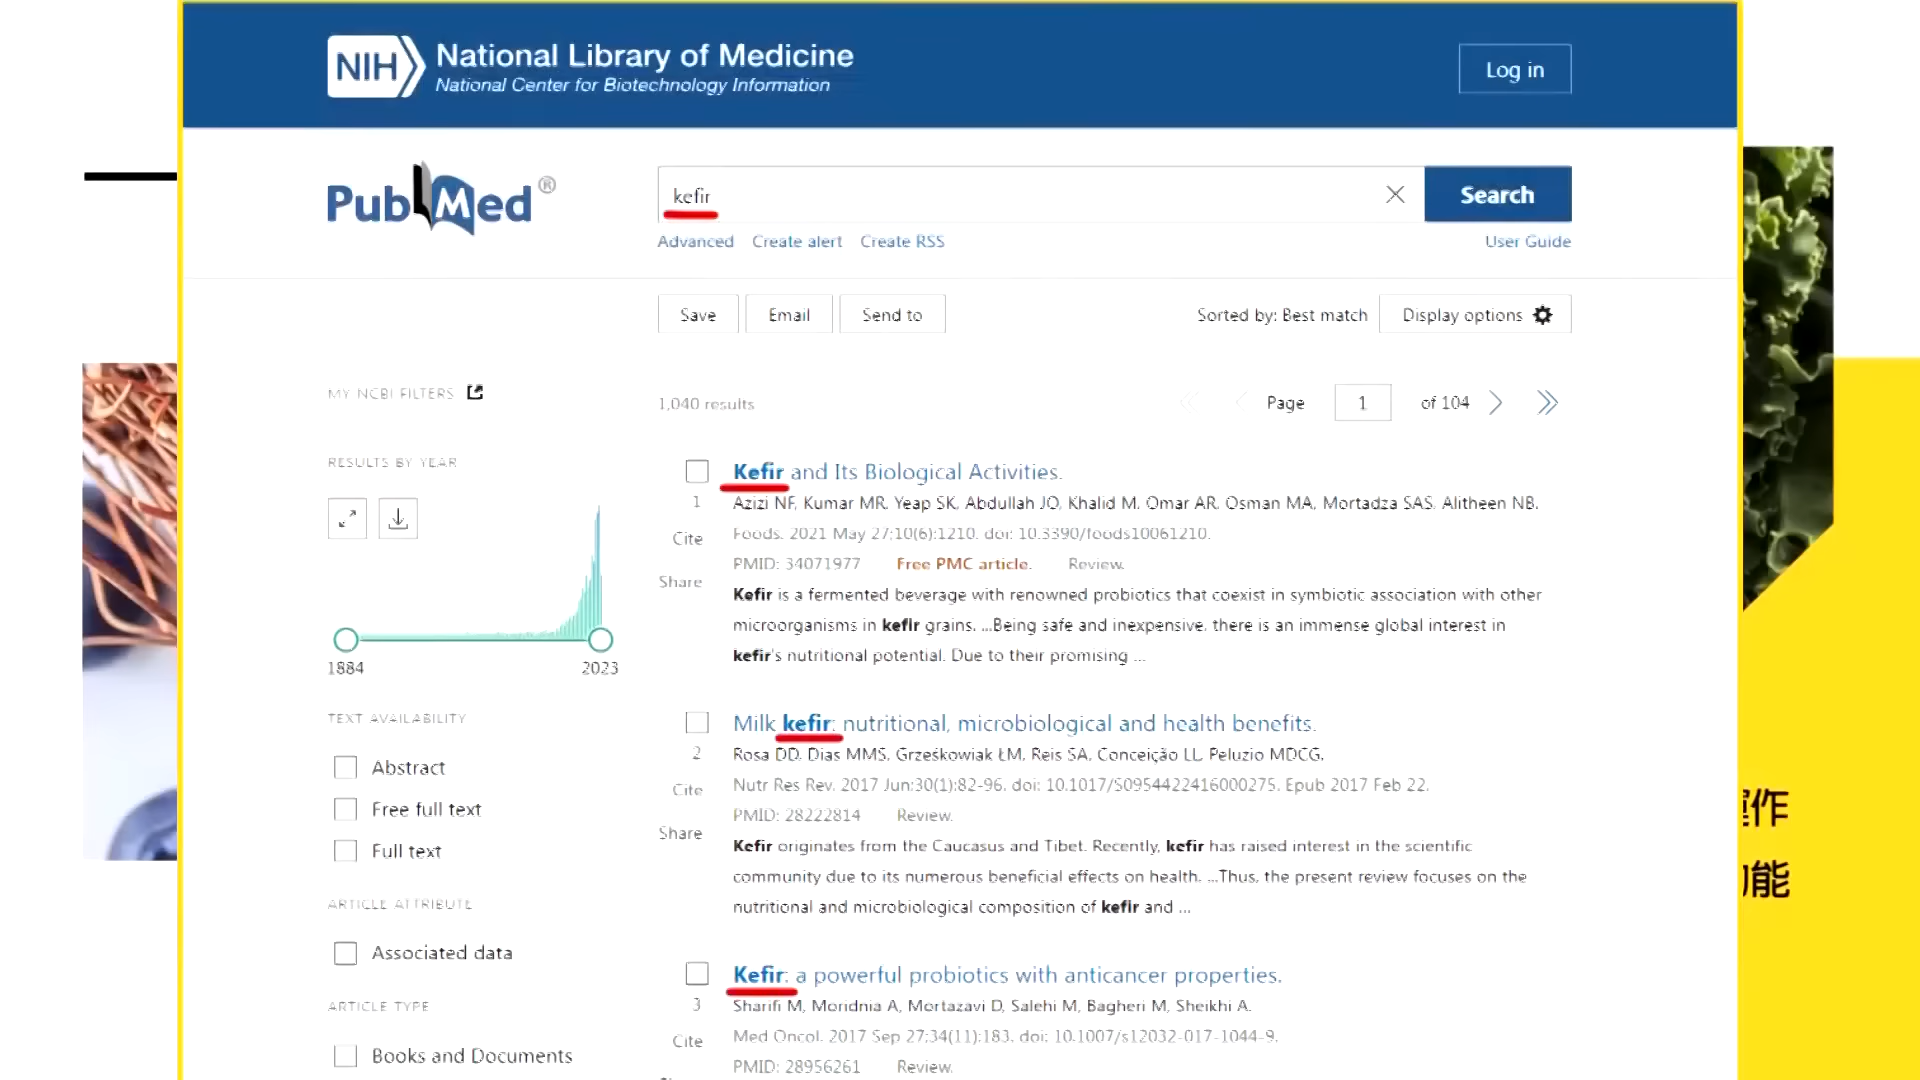 NIH National Library of Medicine
National Center for Biotechnology Information
Log in
PubMed®
kefir
Search
Advanced Create alert Create RSS
User Guide
Save Email Send to
Sorted by: Best match
Display options
MY NCBI FILTERS
1,040 results
Page 1 of 104
RESULTS BY YEAR
1884 2023
TEXT AVAILABILITY
Abstract
Free full text
Full text
ARTICLE ATTRIBUTE
Associated data
ARTICLE TYPE
Books and Documents
Kefir and Its Biological Activities.
1
Azizi NF, Kumar MR, Yeap SK, Abdullah JO, Khalid M, Omar AR, Osman MA, Mortadza SAS, Alitheen NB.
Cite
Foods. 2021 May 27;10(6):1210. doi: 10.3390/foods10061210.
PMID: 34071977 Free PMC article. Review.
Share
Kefir is a fermented beverage with renowned probiotics that coexist in symbiotic association with other
microorganisms in kefir grains. ...Being safe and inexpensive, there is an immense global interest in
kefir's nutritional potential. Due to their promising ...
Milk kefir: nutritional, microbiological and health benefits.
2
Rosa DD, Dias MMS, Grześkowiak ŁM, Reis SA, Conceição LL, Peluzio MDCG.
Cite
Nutr Res Rev. 2017 Jun;30(1):82-96. doi: 10.1017/S0954422416000275. Epub 2017 Feb 22.
PMID: 28222814 Review.
Share
Kefir originates from the Caucasus and Tibet. Recently, kefir has raised interest in the scientific
community due to its numerous beneficial effects on health. ...Thus, the present review focuses on the
nutritional and microbiological composition of kefir and ...
Kefir: a powerful probiotics with anticancer properties.
3
Sharifi M, Moridnia A, Mortazavi D, Salehi M, Bagheri M, Sheikhi A.
Cite
Med Oncol. 2017 Sep 27;34(11):183. doi: 10.1007/s12032-017-1044-9.
PMID: 28956261 Review.
作
能